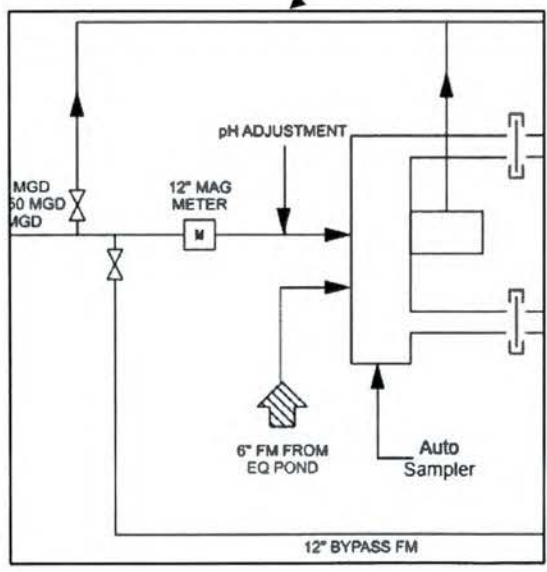 pH ADJUSTMENT
MGD
50 MGD
MGD
12" MAG
METER
M
6" FM FROM
EQ POND
Auto
Sampler
12" BYPASS FM